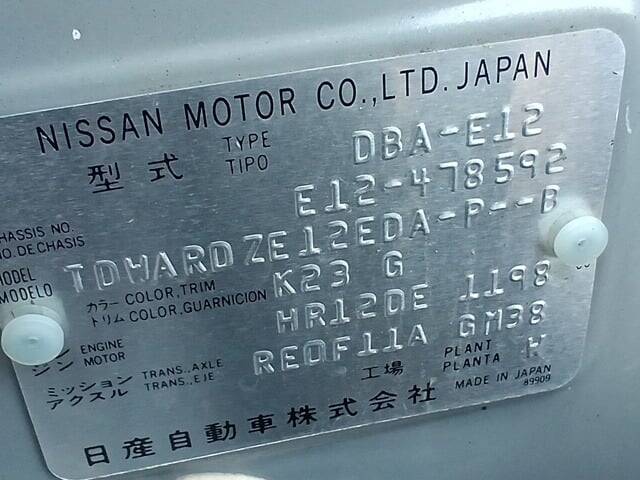 NISSAN MOTOR CO.,LTD. JAPAN
型式 TYPE TIPO DBA-E12
CHASSIS NO. NO. DE CHASIS E12-478592
MODEL MODELO TDWARDZE12EDA-P--B
カラー COLOR, TRIM トリム COLOR, GUARNICION K23 G
ENGINE MOTOR HR12DE 1198
ミッション TRANS., AXLE アクスル TRANS., EJE RE0F11A GM38
工場 PLANT PLANTA H
MADE IN JAPAN
89909
日産自動車株式会社